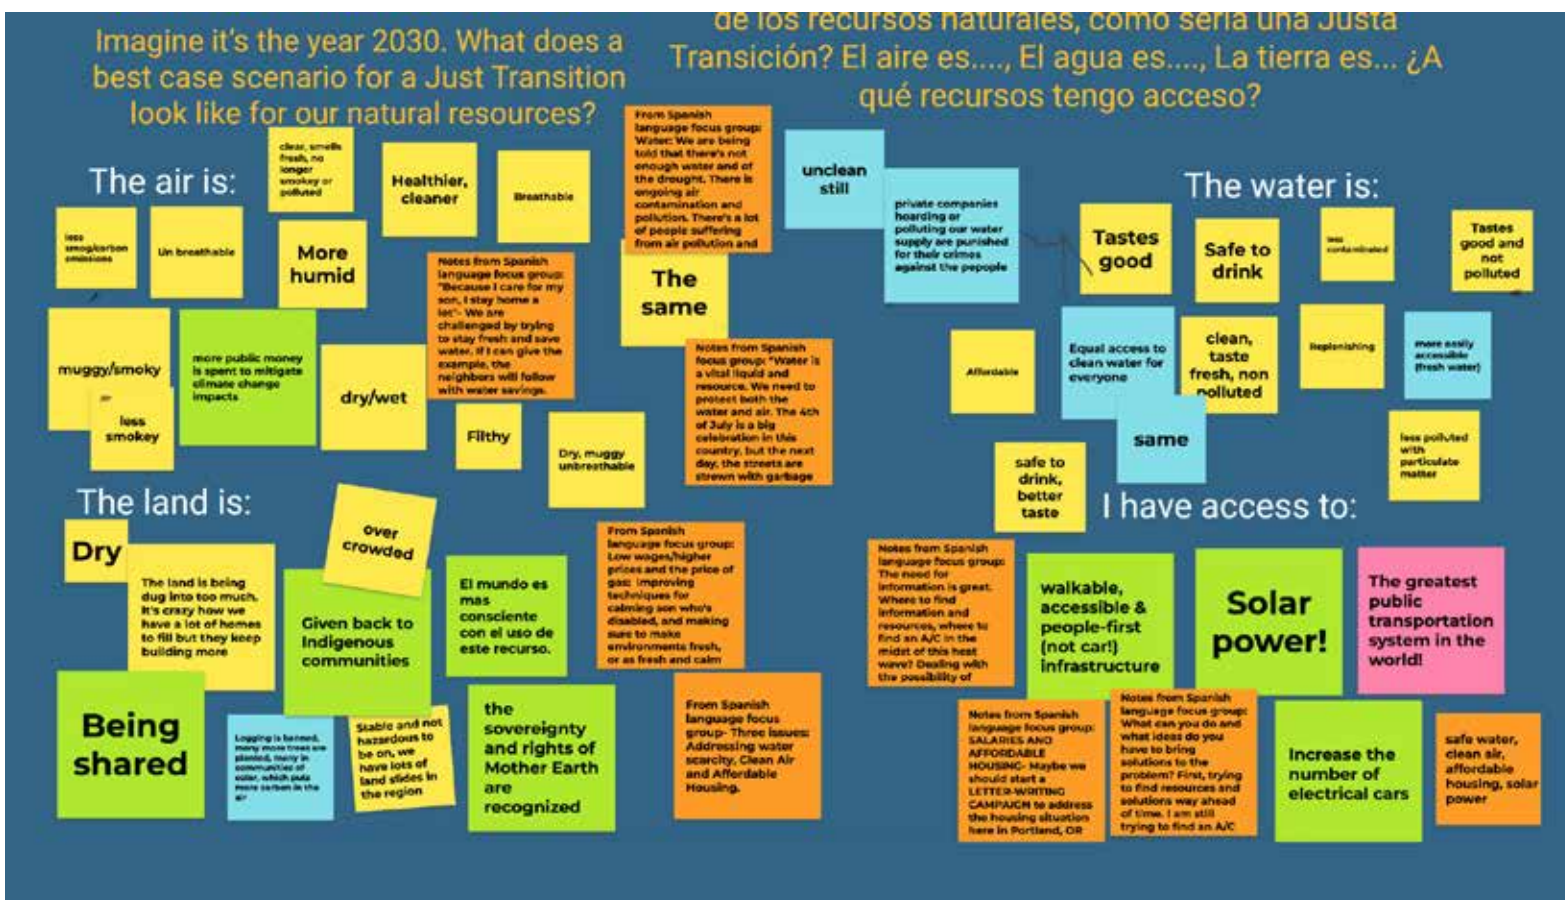 Imagine it's the year 2030. What does a
best case scenario for a Just Transition
look like for our natural resources?
de los recursos naturales, cómo sería una Justa
Transición? El aire es...., El agua es...., La tierra es... ¿A
qué recursos tengo acceso?
The air is:
clear, smells
fresh, no
longer
smokey or
polluted
Healthier,
cleaner
Breathable
less
smog/carbon
emissions
Un breathable
More
humid
muggy/smoky
less
smokey
more public money
is spent to mitigate
climate change
impacts
dry/wet
Notes from Spanish
language focus group:
"Because I care for my
son, I stay home a
lot"- We are
challenged by trying
to stay fresh and save
water. If I can give the
example, the
neighbors will follow
with water savings.
Filthy
Dry, muggy
unbreathable
From Spanish
language focus group:
Water: We are being
told that there's not
enough water and of
the drought. There is
ongoing air
contamination and
pollution. There's a lot
of people suffering
from air pollution and
The
same
Notes from Spanish
focus group: "Water is
a vital liquid and
resource. We need to
protect both the
water and air. The 4th
of July is a big
celebration in this
country, but the next
day, the streets are
strewn with garbage
The water is:
unclean
still
private companies
hoarding or
polluting our water
supply are punished
for their crimes
against the pepople
Tastes
good
Safe to
drink
less
contaminated
Tastes
good and
not
polluted
Affordable
Equal access to
clean water for
everyone
clean,
taste
fresh, non
polluted
Replenishing
more easily
accessible
(fresh water)
same
less polluted
with
particulate
matter
safe to
drink,
better
taste
The land is:
Dry
The land is being
dug into too much.
It's crazy how we
have a lot of homes
to fill but they keep
building more
over
crowded
Given back to
Indigenous
communities
El mundo es
mas
consciente
con el uso de
este recurso.
From Spanish
language focus group:
Low wages/higher
prices and the price of
gas: Improving
techniques for
calming son who's
disabled, and making
sure to make
environments fresh,
or as fresh and calm
Being
shared
Logging is banned,
many more trees are
planted, many in
communities of
color, which puts
more carbon in the
air
Stable and not
hazardous to
be on, we
have lots of
land slides in
the region
the
sovereignty
and rights of
Mother Earth
are
recognized
From Spanish
language focus
group- Three issues:
Addressing water
scarcity, Clean Air
and Affordable
Housing.
I have access to:
Notes from Spanish
language focus group:
The need for
information is great.
Where to find
information and
resources, where to
find an A/C in the
midst of this heat
wave? Dealing with
the possibility of
walkable,
accessible &
people-first
(not car!)
infrastructure
Solar
power!
The greatest
public
transportation
system in the
world!
Notes from Spanish
language focus group:
SALARIES AND
AFFORDABLE
HOUSING- Maybe we
should start a
LETTER-WRITING
CAMPAIGN to address
the housing situation
here in Portland, OR
Notes from Spanish
language focus group:
What can you do and
what ideas do you
have to bring
solutions to the
problem? First, trying
to find resources and
solutions way ahead
of time. I am still
trying to find an A/C
Increase the
number of
electrical cars
safe water,
clean air,
affordable
housing, solar
power